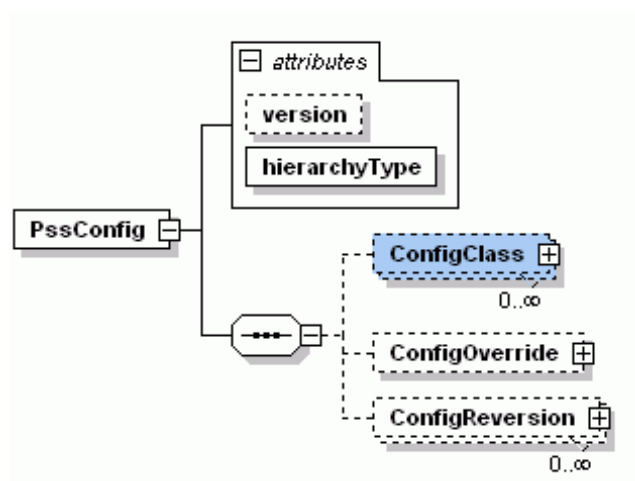 attributes
version
hierarchyType
PssConfig
ConfigClass
0..∞
ConfigOverride
ConfigReversion
0..∞